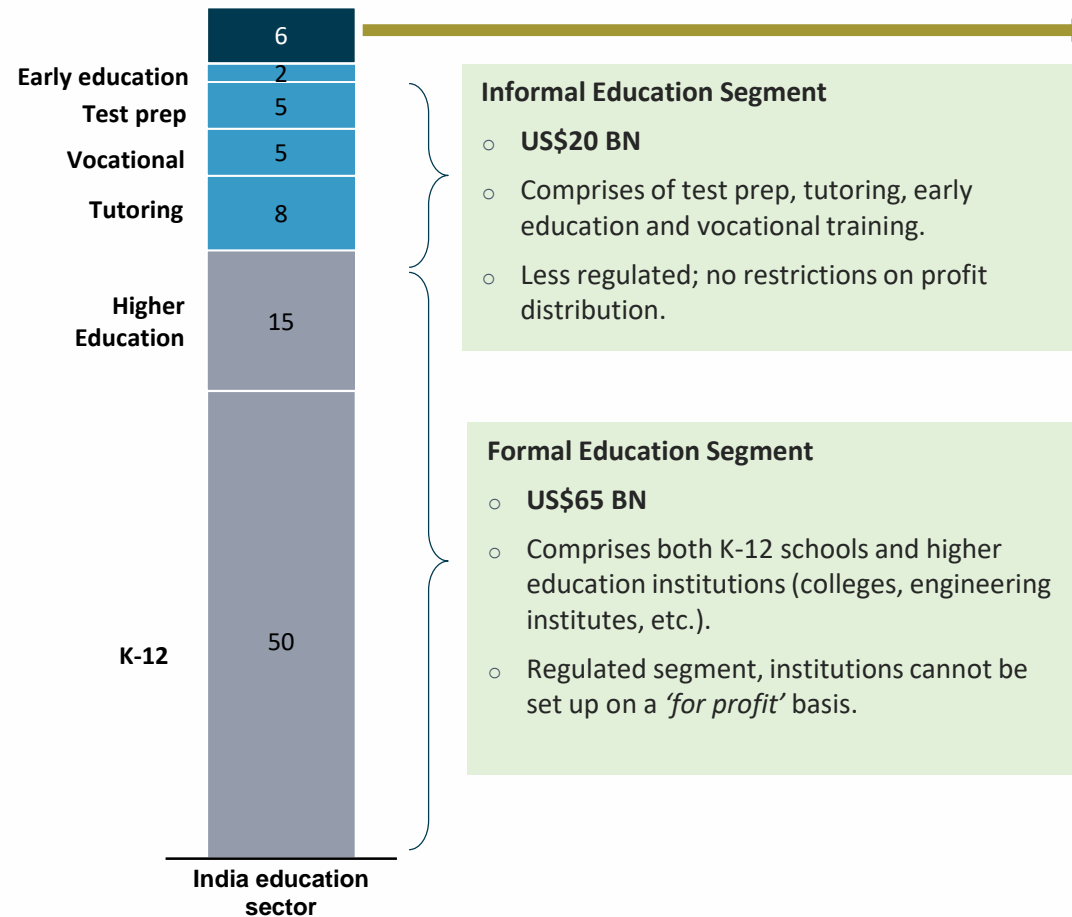 6
Early education
2
Test prep
5
Vocational
5
Tutoring
8
Higher
Education
15
K-12
50
India education
sector
Informal Education Segment
o US$20 BN
o Comprises of test prep, tutoring, early
education and vocational training.
o Less regulated; no restrictions on profit
distribution.
Formal Education Segment
o US$65 BN
o Comprises both K-12 schools and higher
education institutions (colleges, engineering
institutes, etc.).
o Regulated segment, institutions cannot be
set up on a ‘for profit’ basis.